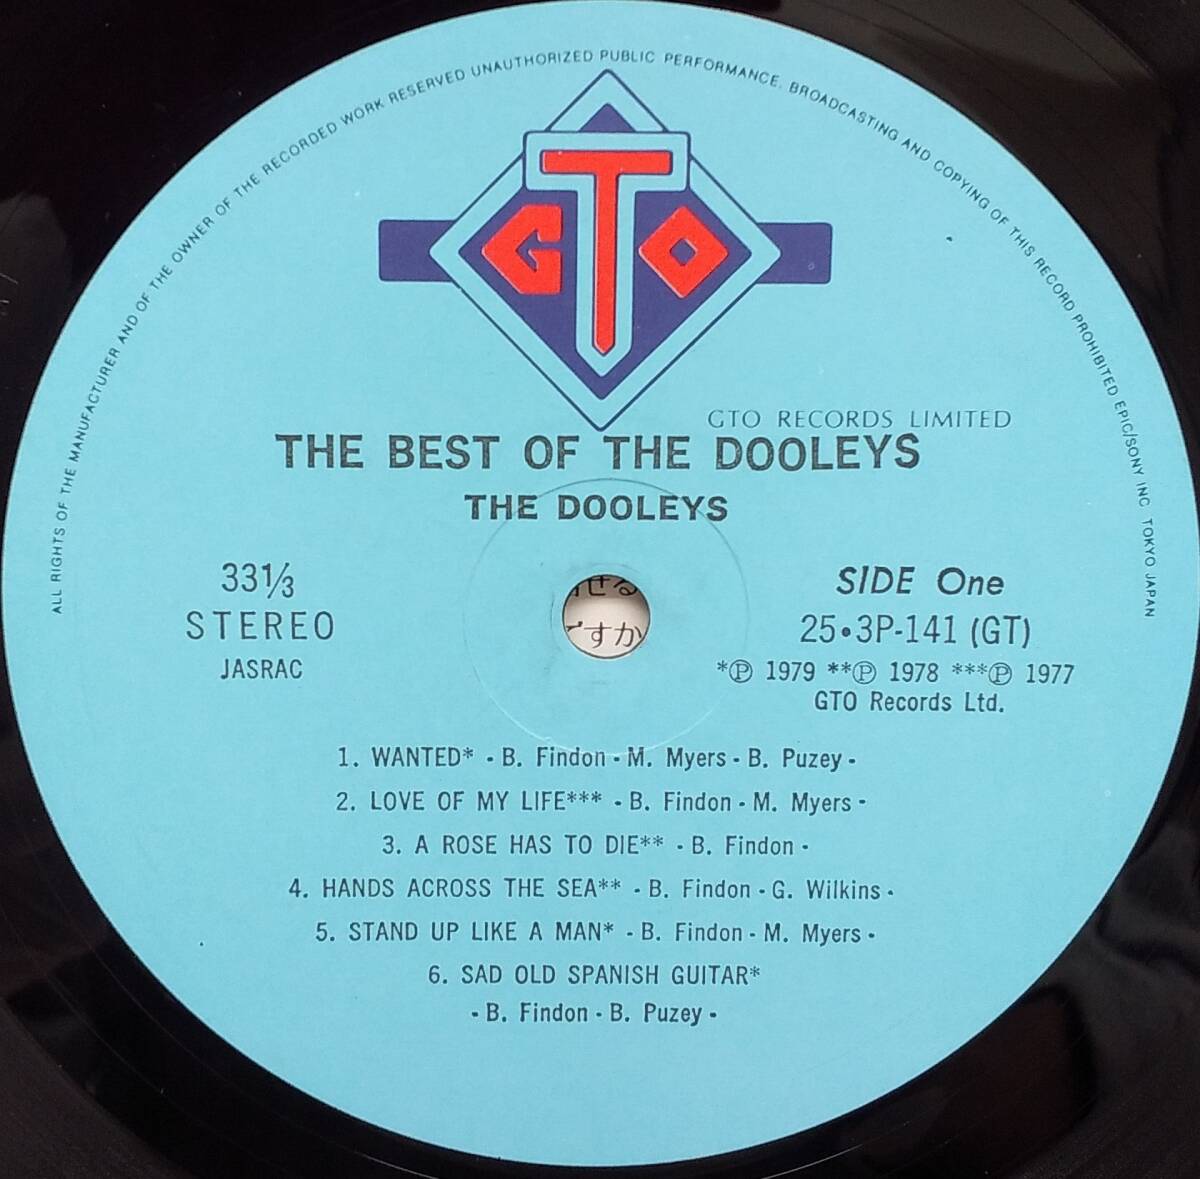 ALL RIGHTS OF THE MANUFACTURER AND OF THE OWNER OF THE RECORDED WORK RESERVED UNAUTHORIZED PUBLIC PERFORMANCE, BROADCASTING AND COPYING OF THIS RECORD PROHIBITED EPIC/SONY INC. TOKYO JAPAN
GTO
GTO RECORDS LIMITED
THE BEST OF THE DOOLEYS
THE DOOLEYS
33⅓
STEREO
JASRAC
せる
ですか
SIDE One
25•3P-141 (GT)
*Ⓟ 1979 **Ⓟ 1978 ***Ⓟ 1977
GTO Records Ltd.
1. WANTED* - B. Findon - M. Myers - B. Puzey -
2. LOVE OF MY LIFE*** - B. Findon - M. Myers -
3. A ROSE HAS TO DIE** - B. Findon -
4. HANDS ACROSS THE SEA** - B. Findon - G. Wilkins -
5. STAND UP LIKE A MAN* - B. Findon - M. Myers -
6. SAD OLD SPANISH GUITAR*
- B. Findon - B. Puzey -